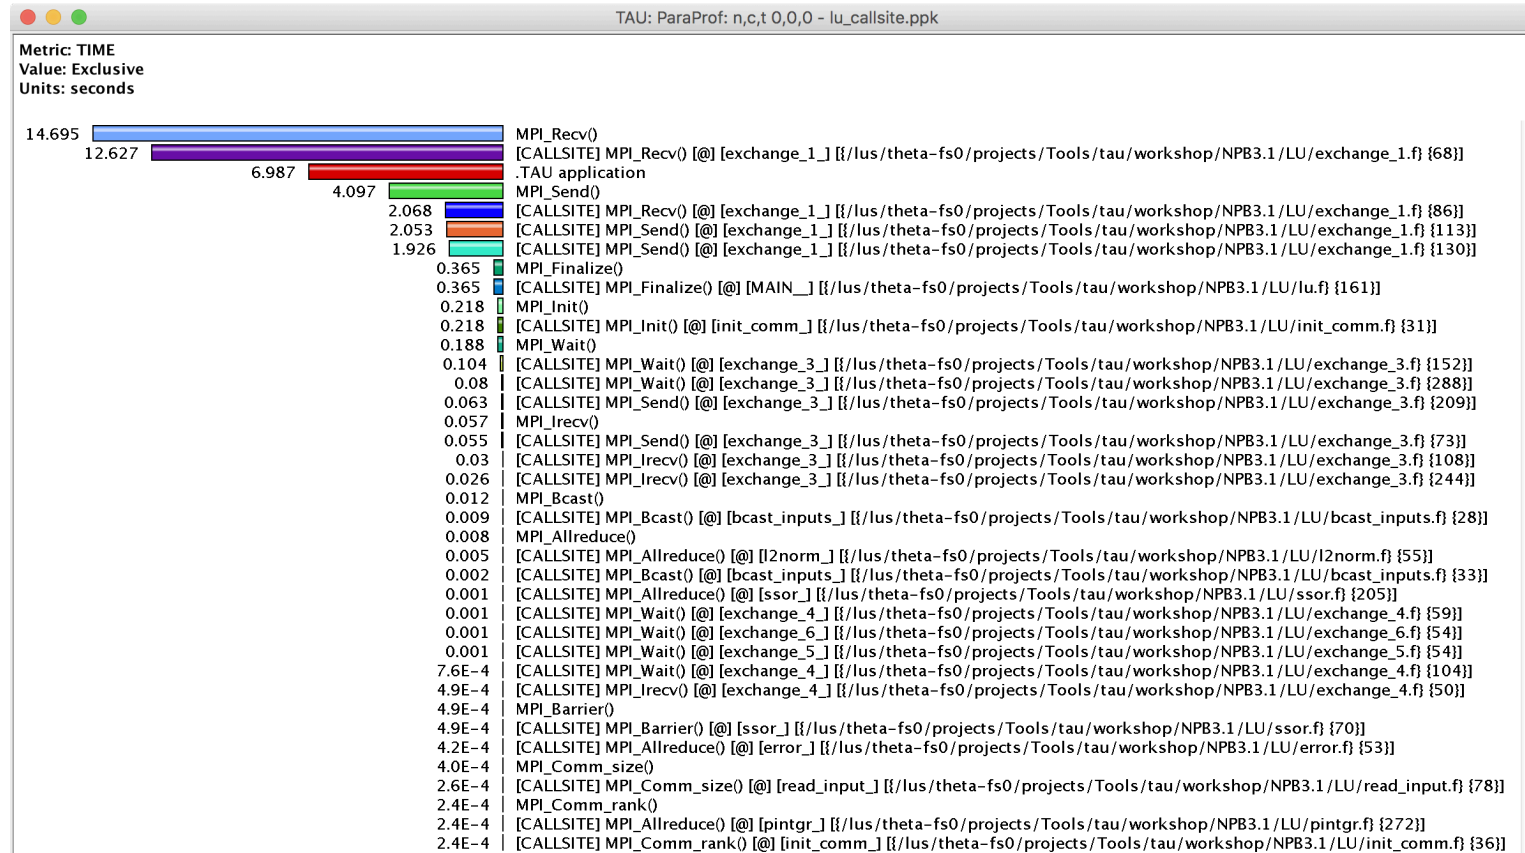 TAU: ParaProf: n,c,t 0,0,0 - lu_callsite.ppk
Metric: TIME
Value: Exclusive
Units: seconds
14.695 MPI_Recv()
12.627 [CALLSITE] MPI_Recv() [@] [exchange_1_] [{/lus/theta-fs0/projects/Tools/tau/workshop/NPB3.1/LU/exchange_1.f} {68}]
6.987 .TAU application
4.097 MPI_Send()
2.068 [CALLSITE] MPI_Recv() [@] [exchange_1_] [{/lus/theta-fs0/projects/Tools/tau/workshop/NPB3.1/LU/exchange_1.f} {86}]
2.053 [CALLSITE] MPI_Send() [@] [exchange_1_] [{/lus/theta-fs0/projects/Tools/tau/workshop/NPB3.1/LU/exchange_1.f} {113}]
1.926 [CALLSITE] MPI_Send() [@] [exchange_1_] [{/lus/theta-fs0/projects/Tools/tau/workshop/NPB3.1/LU/exchange_1.f} {130}]
0.365 MPI_Finalize()
0.365 [CALLSITE] MPI_Finalize() [@] [MAIN__] [{/lus/theta-fs0/projects/Tools/tau/workshop/NPB3.1/LU/lu.f} {161}]
0.218 MPI_Init()
0.218 [CALLSITE] MPI_Init() [@] [init_comm_] [{/lus/theta-fs0/projects/Tools/tau/workshop/NPB3.1/LU/init_comm.f} {31}]
0.188 MPI_Wait()
0.104 [CALLSITE] MPI_Wait() [@] [exchange_3_] [{/lus/theta-fs0/projects/Tools/tau/workshop/NPB3.1/LU/exchange_3.f} {152}]
0.08 [CALLSITE] MPI_Wait() [@] [exchange_3_] [{/lus/theta-fs0/projects/Tools/tau/workshop/NPB3.1/LU/exchange_3.f} {288}]
0.063 [CALLSITE] MPI_Send() [@] [exchange_3_] [{/lus/theta-fs0/projects/Tools/tau/workshop/NPB3.1/LU/exchange_3.f} {209}]
0.057 MPI_Irecv()
0.055 [CALLSITE] MPI_Send() [@] [exchange_3_] [{/lus/theta-fs0/projects/Tools/tau/workshop/NPB3.1/LU/exchange_3.f} {73}]
0.03 [CALLSITE] MPI_Irecv() [@] [exchange_3_] [{/lus/theta-fs0/projects/Tools/tau/workshop/NPB3.1/LU/exchange_3.f} {108}]
0.026 [CALLSITE] MPI_Irecv() [@] [exchange_3_] [{/lus/theta-fs0/projects/Tools/tau/workshop/NPB3.1/LU/exchange_3.f} {244}]
0.012 MPI_Bcast()
0.009 [CALLSITE] MPI_Bcast() [@] [bcast_inputs_] [{/lus/theta-fs0/projects/Tools/tau/workshop/NPB3.1/LU/bcast_inputs.f} {28}]
0.008 MPI_Allreduce()
0.005 [CALLSITE] MPI_Allreduce() [@] [l2norm_] [{/lus/theta-fs0/projects/Tools/tau/workshop/NPB3.1/LU/l2norm.f} {55}]
0.002 [CALLSITE] MPI_Bcast() [@] [bcast_inputs_] [{/lus/theta-fs0/projects/Tools/tau/workshop/NPB3.1/LU/bcast_inputs.f} {33}]
0.001 [CALLSITE] MPI_Allreduce() [@] [ssor_] [{/lus/theta-fs0/projects/Tools/tau/workshop/NPB3.1/LU/ssor.f} {205}]
0.001 [CALLSITE] MPI_Wait() [@] [exchange_4_] [{/lus/theta-fs0/projects/Tools/tau/workshop/NPB3.1/LU/exchange_4.f} {59}]
0.001 [CALLSITE] MPI_Wait() [@] [exchange_6_] [{/lus/theta-fs0/projects/Tools/tau/workshop/NPB3.1/LU/exchange_6.f} {54}]
0.001 [CALLSITE] MPI_Wait() [@] [exchange_5_] [{/lus/theta-fs0/projects/Tools/tau/workshop/NPB3.1/LU/exchange_5.f} {54}]
7.6E-4 [CALLSITE] MPI_Wait() [@] [exchange_4_] [{/lus/theta-fs0/projects/Tools/tau/workshop/NPB3.1/LU/exchange_4.f} {104}]
4.9E-4 [CALLSITE] MPI_Irecv() [@] [exchange_4_] [{/lus/theta-fs0/projects/Tools/tau/workshop/NPB3.1/LU/exchange_4.f} {50}]
4.9E-4 MPI_Barrier()
4.9E-4 [CALLSITE] MPI_Barrier() [@] [ssor_] [{/lus/theta-fs0/projects/Tools/tau/workshop/NPB3.1/LU/ssor.f} {70}]
4.2E-4 [CALLSITE] MPI_Allreduce() [@] [error_] [{/lus/theta-fs0/projects/Tools/tau/workshop/NPB3.1/LU/error.f} {53}]
4.0E-4 MPI_Comm_size()
2.6E-4 [CALLSITE] MPI_Comm_size() [@] [read_input_] [{/lus/theta-fs0/projects/Tools/tau/workshop/NPB3.1/LU/read_input.f} {78}]
2.4E-4 MPI_Comm_rank()
2.4E-4 [CALLSITE] MPI_Allreduce() [@] [pintgr_] [{/lus/theta-fs0/projects/Tools/tau/workshop/NPB3.1/LU/pintgr.f} {272}]
2.4E-4 [CALLSITE] MPI_Comm_rank() [@] [init_comm_] [{/lus/theta-fs0/projects/Tools/tau/workshop/NPB3.1/LU/init_comm.f} {36}]